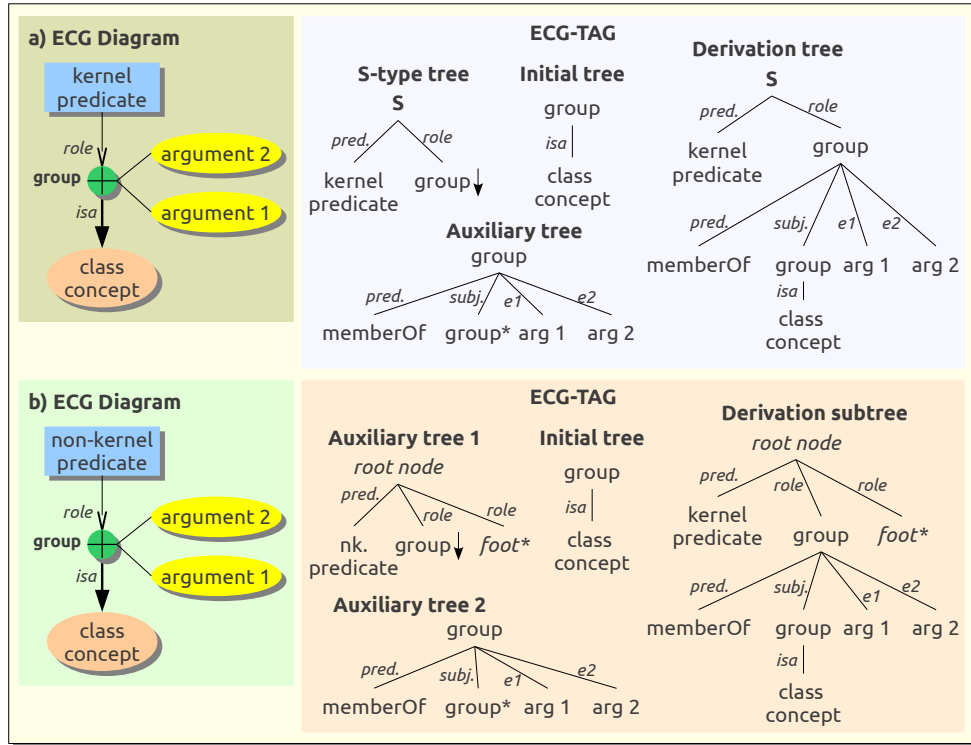 a) ECG Diagram
kernel
predicate
role
group
argument 2
argument 1
isa
class
concept
ECG-TAG
S-type tree
S
pred.
role
kernel
predicate
group
Initial tree
group
isa
class
concept
Auxiliary tree
group
pred.
subj.
e1
e2
memberOf group* arg 1 arg 2
Derivation tree
S
pred.
role
kernel
predicate
group
pred.
subj.
e1
e2
memberOf group arg 1 arg 2
isa
class
concept
b) ECG Diagram
non-kernel
predicate
role
group
argument 2
argument 1
isa
class
concept
ECG-TAG
Auxiliary tree 1
root node
pred.
role
role
nk.
predicate
group
foot*
Initial tree
group
isa
class
concept
Auxiliary tree 2
group
pred.
subj.
e1
e2
memberOf group* arg 1 arg 2
Derivation subtree
root node
pred.
role
role
kernel
predicate
group
foot*
pred.
subj.
e1
e2
memberOf group arg 1 arg 2
isa
class
concept